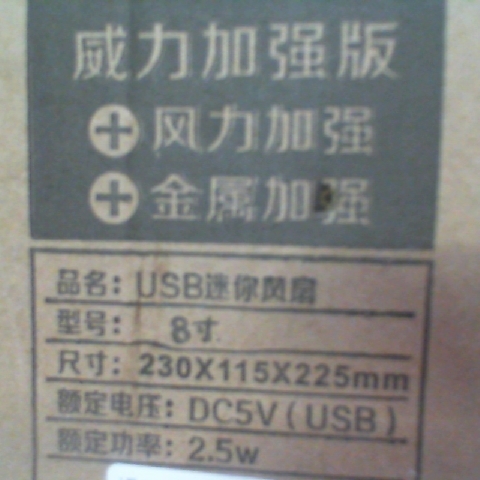 威力加强版
风力加强
金属加强
品名：USB迷你风扇
型号：8寸
尺寸：230X115X225mm
额定电压：DC5V（USB）
额定功率：2.5w